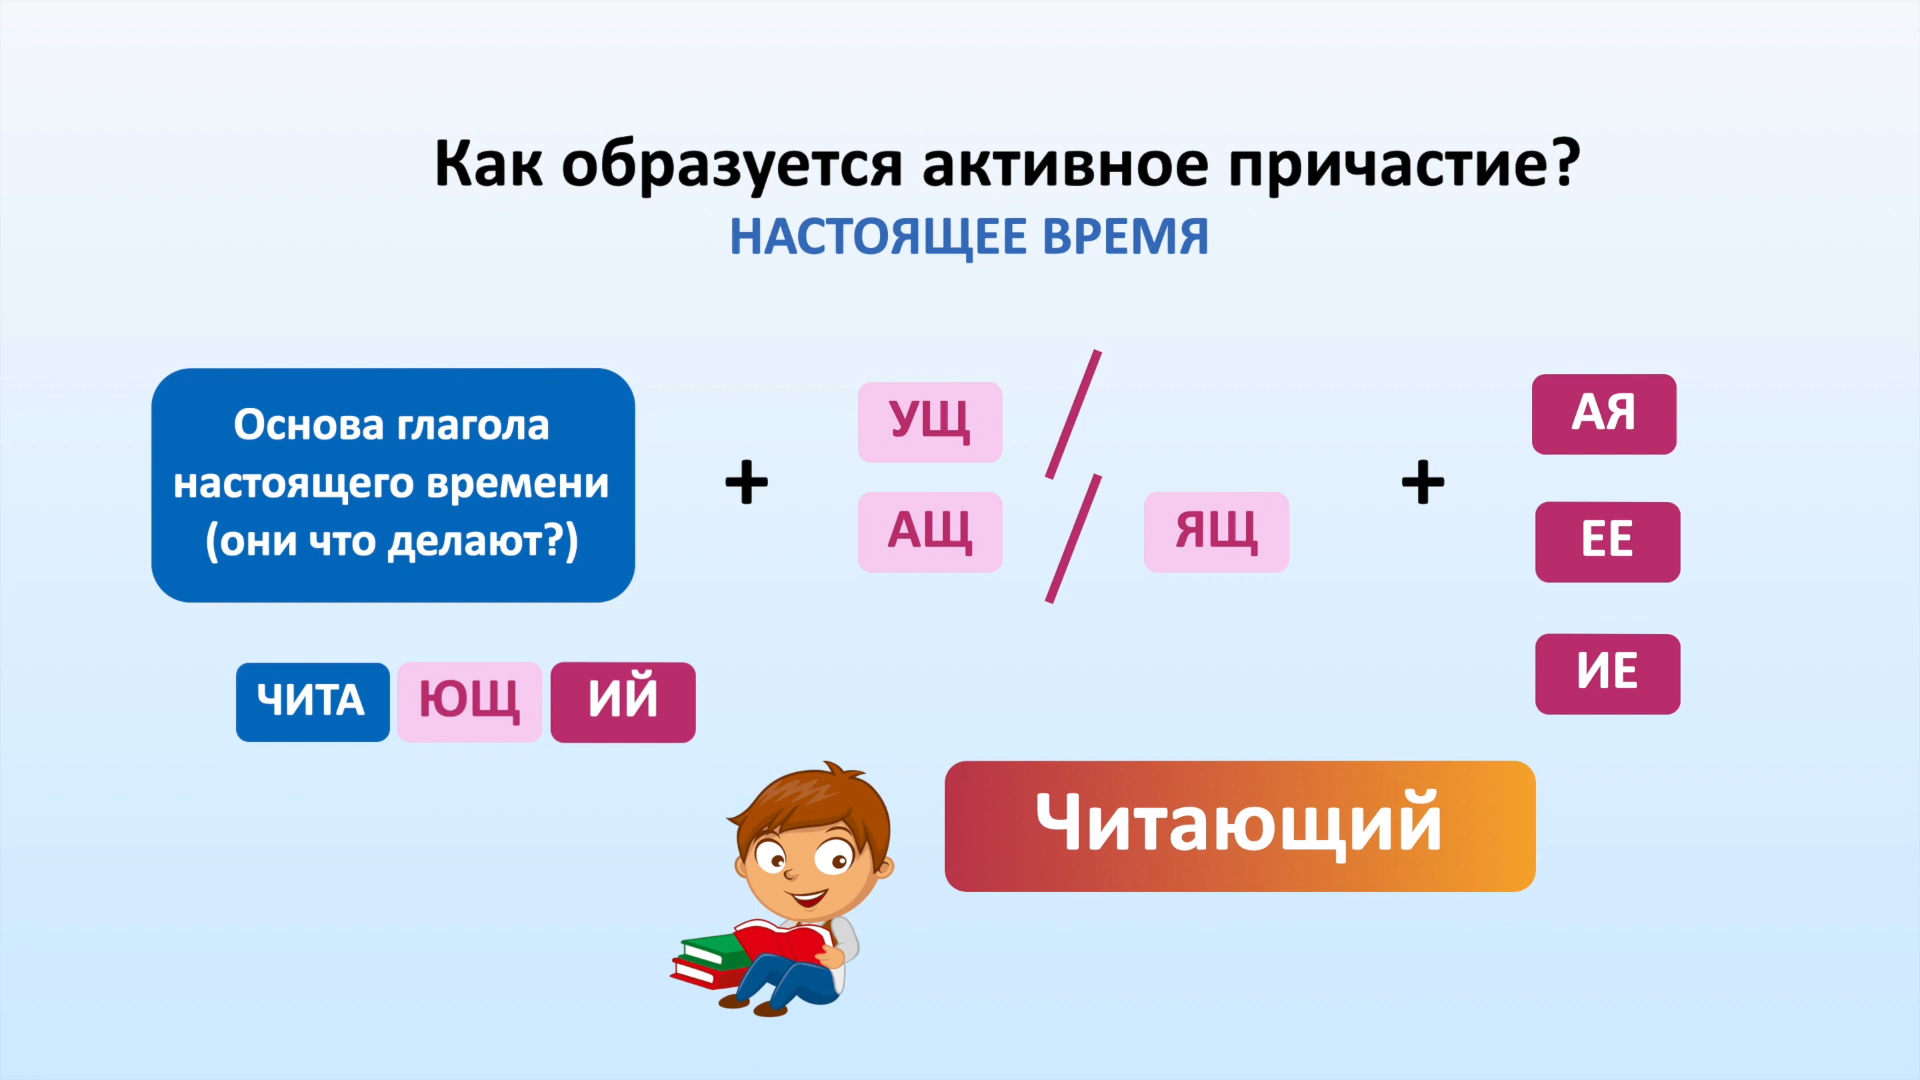 Как образуется активное причастие?
НАСТОЯЩЕЕ ВРЕМЯ
Основа глагола
настоящего времени
(они что делают?)
+
УЩ /
АЩ / ЯЩ
+
АЯ
ЕЕ
ИЕ
ЧИТА ЮЩ ИЙ
Читающий